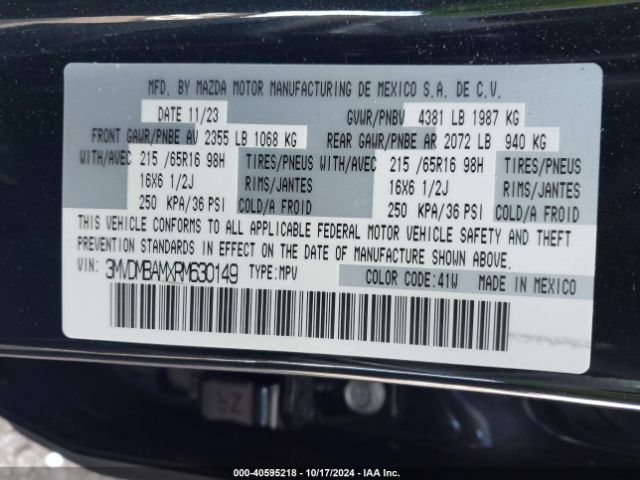 MFD. BY MAZDA MOTOR MANUFACTURING DE MEXICO S.A. DE C.V.
DATE 11/23 GVWR/PNBV 4381 LB 1987 KG
FRONT GAWR/PNBE AV 2355 LB 1068 KG REAR GAWR/PNBE AR 2072 LB 940 KG
WITH/AVEC 215 /65R16 98H TIRES/PNEUS WITH/AVEC 215 /65R16 98H TIRES/PNEUS
16X6 1/2J RIMS/JANTES 16X6 1/2J RIMS/JANTES
250 KPA/36 PSI COLD/A FROID 250 KPA/36 PSI COLD/A FROID
THIS VEHICLE CONFORMS TO ALL APPLICABLE FEDERAL MOTOR VEHICLE SAFETY AND THEFT
PREVENTION STANDARDS IN EFFECT ON THE DATE OF MANUFACTURE SHOWN ABOVE.
VIN: 3MVDMBAMXRM630149 TYPE: MPV COLOR CODE: 41W MADE IN MEXICO
000-40595218 - 10/17/2024 - IAA Inc.